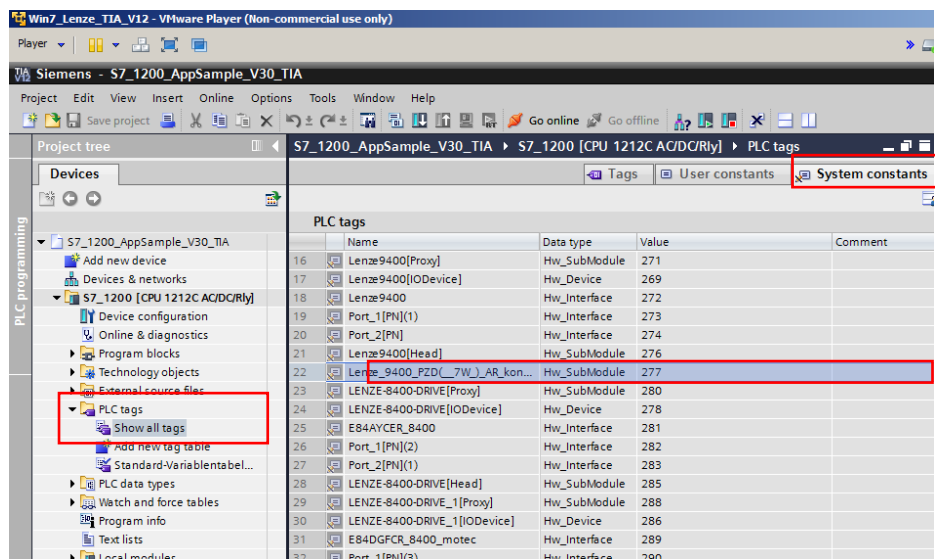 Win7_Lenze_TIA_V12 - VMware Player (Non-commercial use only)
Player
Siemens - S7_1200_AppSample_V30_TIA
Project Edit View Insert Online Options Tools Window Help
Save project Go online Go offline
Project tree
S7_1200_AppSample_V30_TIA S7_1200 [CPU 1212C AC/DC/Rly] PLC tags
Devices
Tags User constants System constants
PLC programming
S7_1200_AppSample_V30_TIA
Add new device
Devices & networks
S7_1200 [CPU 1212C AC/DC/Rly]
Device configuration
Online & diagnostics
Program blocks
Technology objects
External source files
PLC tags
Show all tags
Add new tag table
Standard-Variablentabel...
PLC data types
Watch and force tables
Program info
Text lists
Local modules
PLC tags
Name Data type Value Comment
16 Lenze9400[Proxy] Hw_SubModule 271
17 Lenze9400[IODevice] Hw_Device 269
18 Lenze9400 Hw_Interface 272
19 Port_1[PN](1) Hw_Interface 273
20 Port_2[PN] Hw_Interface 274
21 Lenze9400[Head] Hw_SubModule 276
22 Lenze_9400_PZD(__7W_)_AR_kon... Hw_SubModule 277
23 LENZE-8400-DRIVE[Proxy] Hw_SubModule 280
24 LENZE-8400-DRIVE[IODevice] Hw_Device 278
25 E84AYCER_8400 Hw_Interface 281
26 Port_1[PN](2) Hw_Interface 282
27 Port_2[PN](1) Hw_Interface 283
28 LENZE-8400-DRIVE[Head] Hw_SubModule 285
29 LENZE-8400-DRIVE_1[Proxy] Hw_SubModule 288
30 LENZE-8400-DRIVE_1[IODevice] Hw_Device 286
31 E84DGFCR_8400_motec Hw_Interface 289
32 Port_1[PN](3) Hw_Interface 290